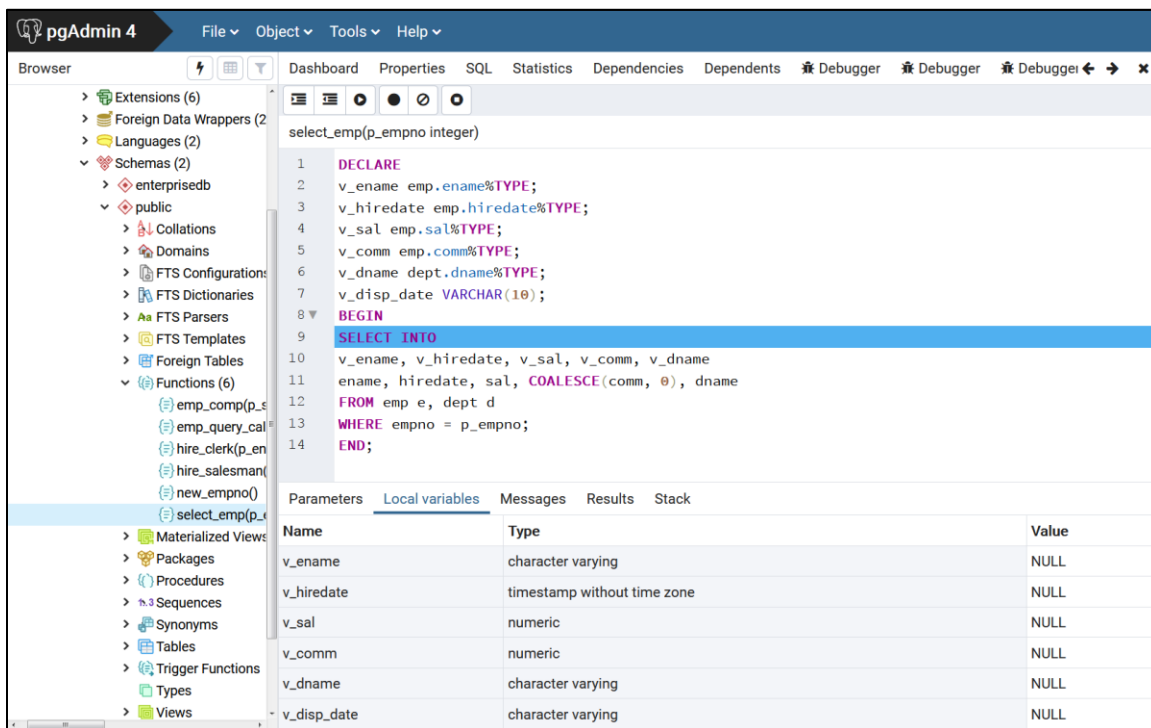 pgAdmin 4 File Object Tools Help
Browser
Dashboard Properties SQL Statistics Dependencies Dependents Debugger Debugger Debugger
Extensions (6)
Foreign Data Wrappers (2
Languages (2)
Schemas (2)
enterprisedb
public
Collations
Domains
FTS Configurations
FTS Dictionaries
Aa FTS Parsers
FTS Templates
Foreign Tables
Functions (6)
emp_comp(p_s
emp_query_cal
hire_clerk(p_en
hire_salesman(
new_empno()
select_emp(p_e
Materialized Views
Packages
Procedures
1..3 Sequences
Synonyms
Tables
Trigger Functions
Types
Views
select_emp(p_empno integer)
1 DECLARE
2 v_ename emp.ename%TYPE;
3 v_hiredate emp.hiredate%TYPE;
4 v_sal emp.sal%TYPE;
5 v_comm emp.comm%TYPE;
6 v_dname dept.dname%TYPE;
7 v_disp_date VARCHAR(10);
8 BEGIN
9 SELECT INTO
10 v_ename, v_hiredate, v_sal, v_comm, v_dname
11 ename, hiredate, sal, COALESCE(comm, 0), dname
12 FROM emp e, dept d
13 WHERE empno = p_empno;
14 END;
Parameters Local variables Messages Results Stack
Name Type Value
v_ename character varying NULL
v_hiredate timestamp without time zone NULL
v_sal numeric NULL
v_comm numeric NULL
v_dname character varying NULL
v_disp_date character varying NULL